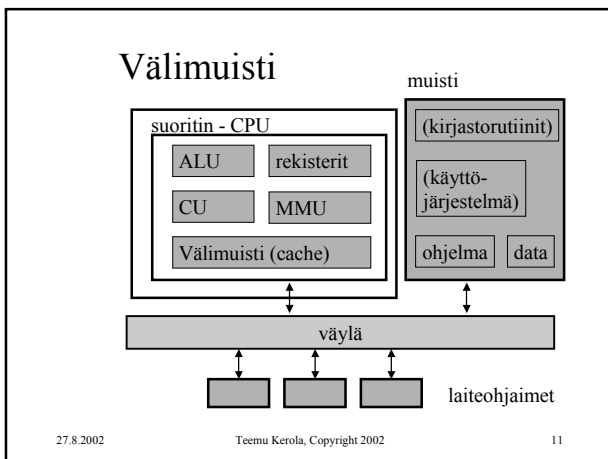 Välimuisti
muisti
suoritin - CPU
ALU
rekisterit
CU
MMU
Välimuisti (cache)
(kirjastorutiinit)
(käyttö-
järjestelmä)
ohjelma
data
väylä
laiteohjaimet
27.8.2002
Teemu Kerola, Copyright 2002
11